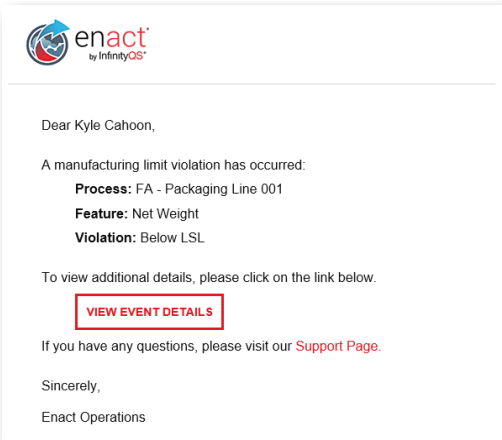 enact
by InfinityQS®
Dear Kyle Cahoon,
A manufacturing limit violation has occurred:
Process: FA - Packaging Line 001
Feature: Net Weight
Violation: Below LSL
To view additional details, please click on the link below.
VIEW EVENT DETAILS
If you have any questions, please visit our Support Page.
Sincerely,
Enact Operations